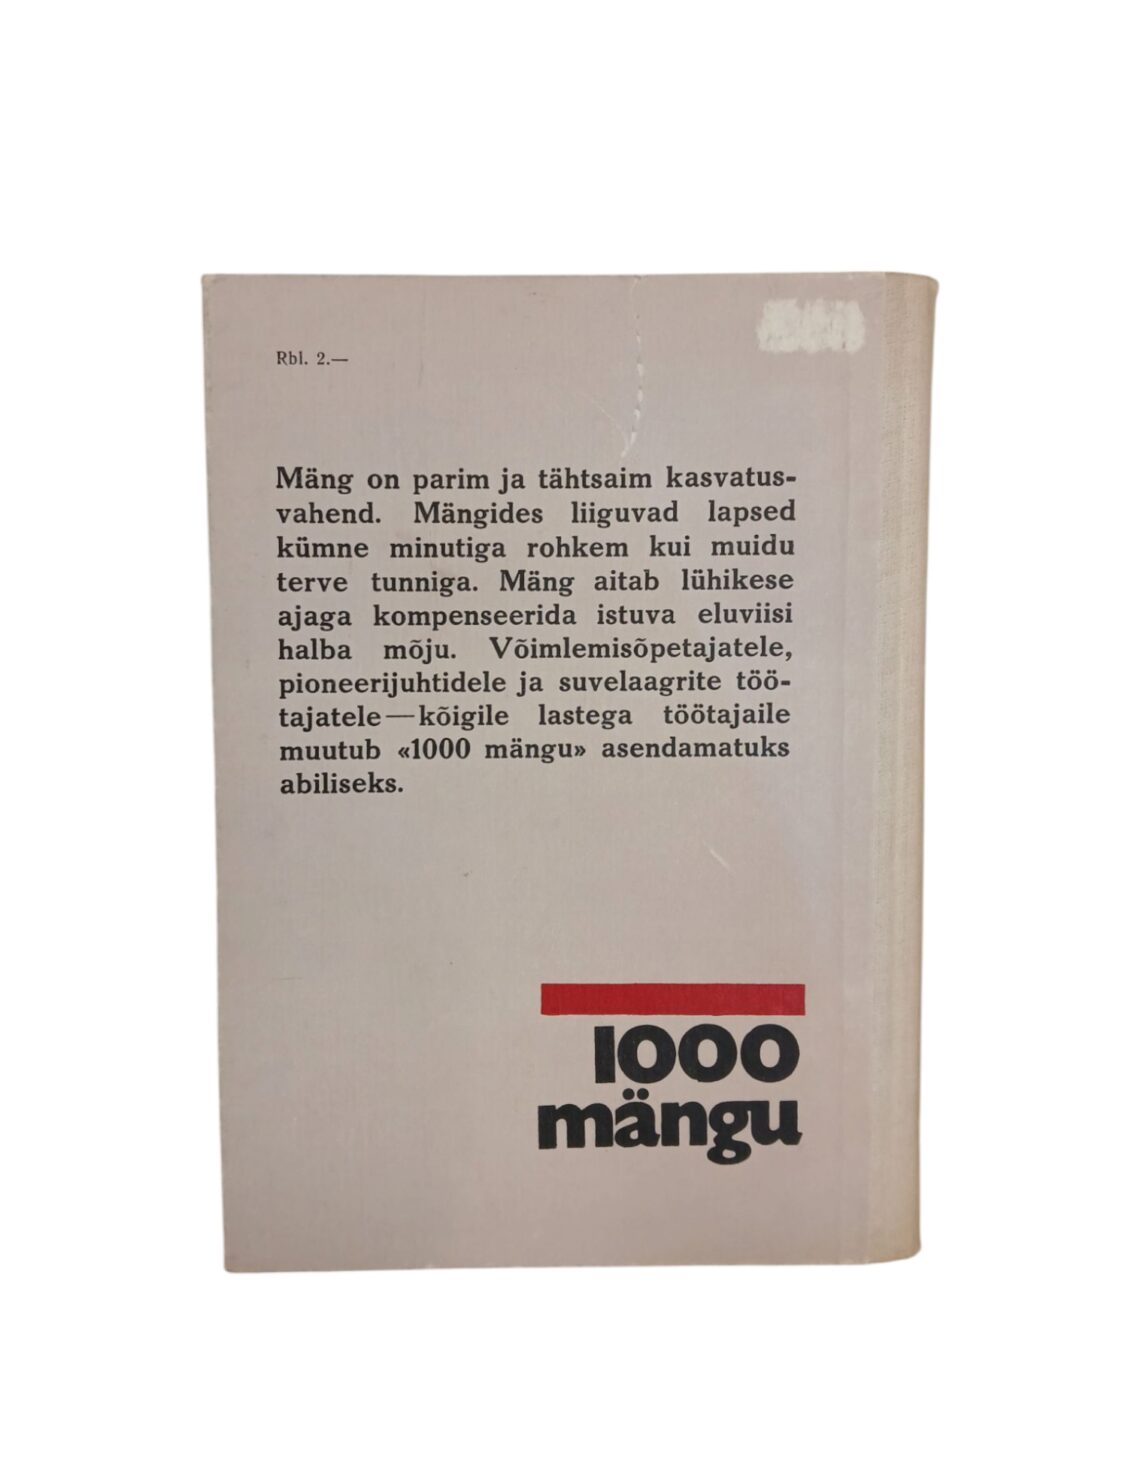 Rbl. 2.—
Mäng on parim ja tähtsaim kasvatus-
vahend. Mängides liiguvad lapsed
kümne minutiga rohkem kui muidu
terve tunniga. Mäng aitab lühikese
ajaga kompenseerida istuva eluviisi
halba mõju. Võimlemisõpetajatele,
pioneerijuhtidele ja suvelaagrite töö-
tajatele—kõigile lastega töötajaile
muutub «1000 mängu» asendamatuks
abiliseks.
1000
mängu